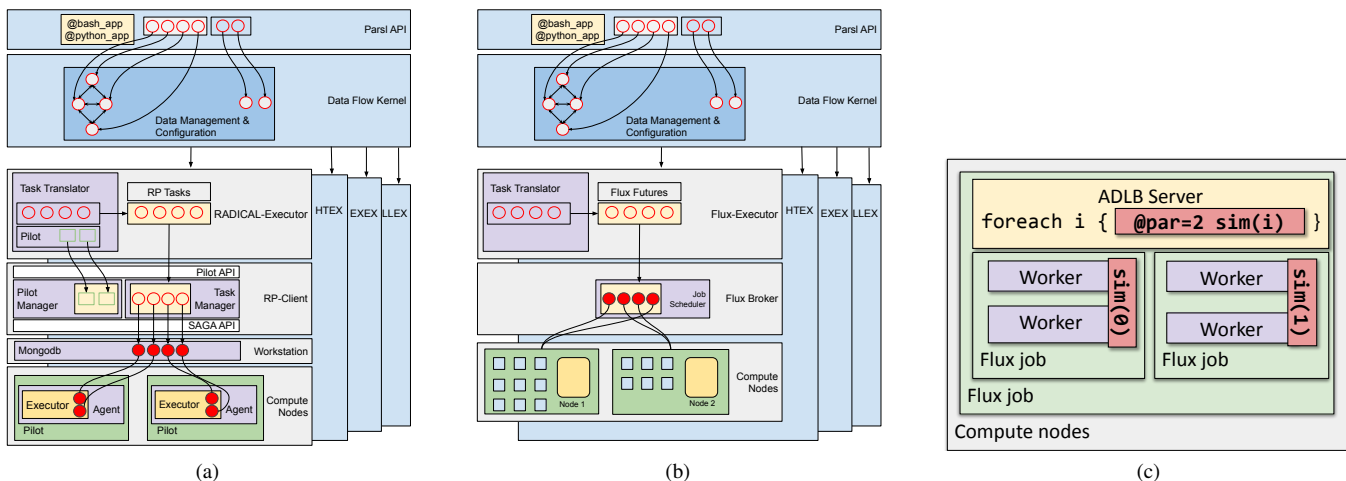 @bash_app
@python_app
Parsl API
Data Flow Kernel
Data Management &
Configuration
Task Translator
RP Tasks
RADICAL-Executor
Pilot
HTEX
EXEX
LLEX
Pilot API
Pilot
Manager
Task
Manager
RP-Client
SAGA API
Mongodb
Workstation
Executor
Agent
Pilot
Executor
Agent
Pilot
Compute
Nodes
(a)
@bash_app
@python_app
Parsl API
Data Flow Kernel
Data Management &
Configuration
Task Translator
Flux Futures
Flux-Executor
HTEX
EXEX
LLEX
Job
Scheduler
Flux Broker
Node 1
Node 2
Compute
Nodes
(b)
ADLB Server
foreach i { @par=2 sim(i) }
Worker
Worker
sim(0)
Flux job
Worker
Worker
sim(1)
Flux job
Flux job
Compute nodes
(c)